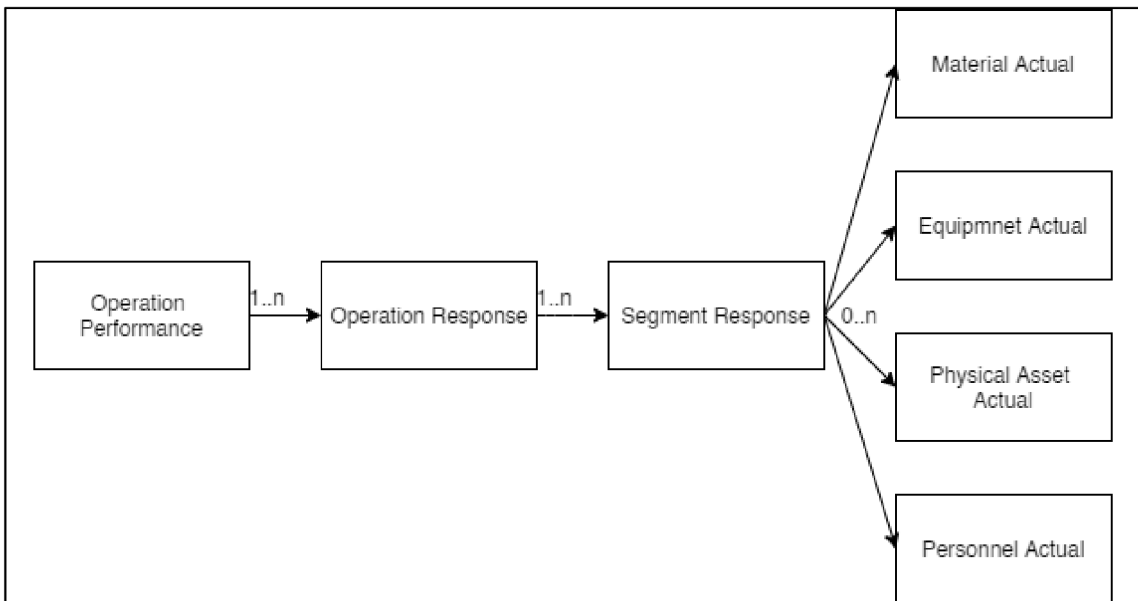 Material Actual
Equipmnet Actual
Operation
Performance
1..n
Operation Response
1..n
Segment Response
0..n
Physical Asset
Actual
Personnel Actual